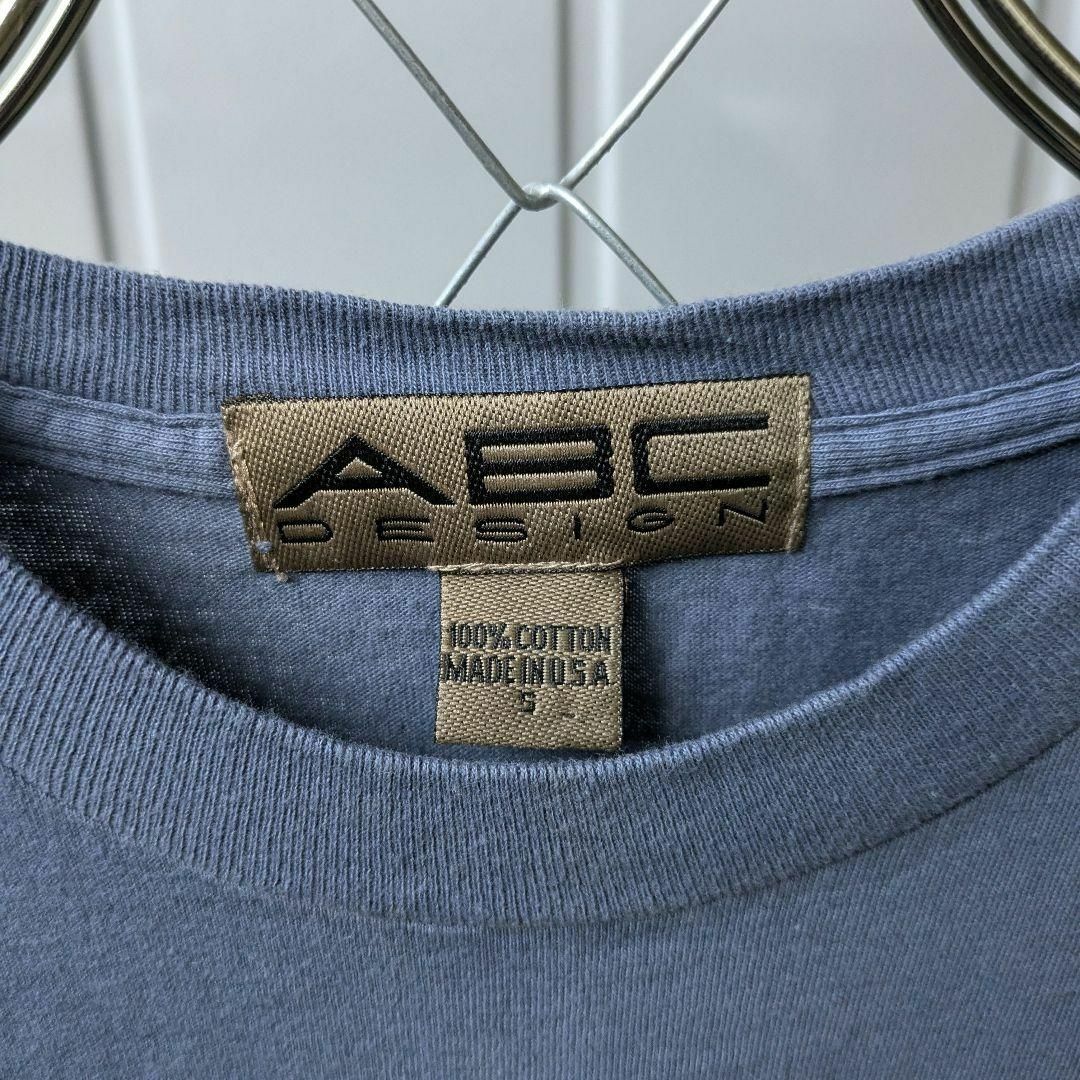 ABC
DESIGN
100% COTTON
MADE IN U.S.A
S